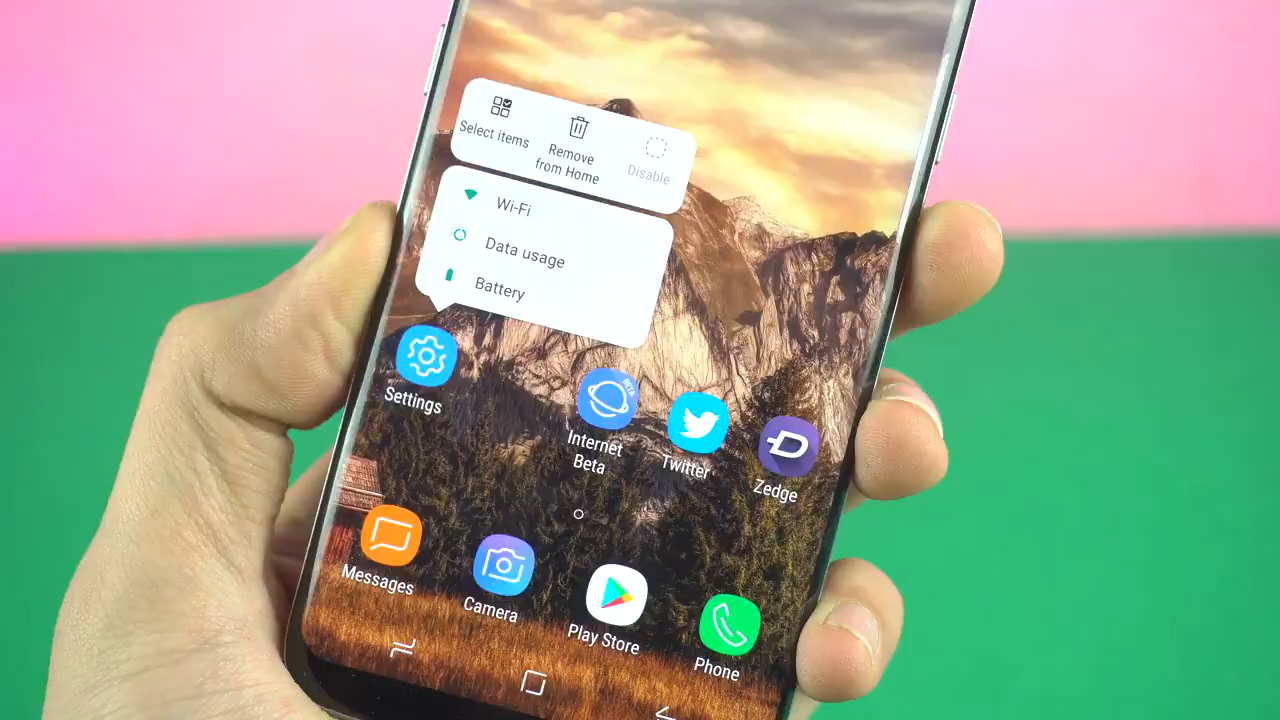 Select items
Remove
from Home
Disable
Wi-Fi
Data usage
Battery
Settings
BETA
Internet
Beta
Twitter
Zedge
Messages
Camera
Play Store
Phone